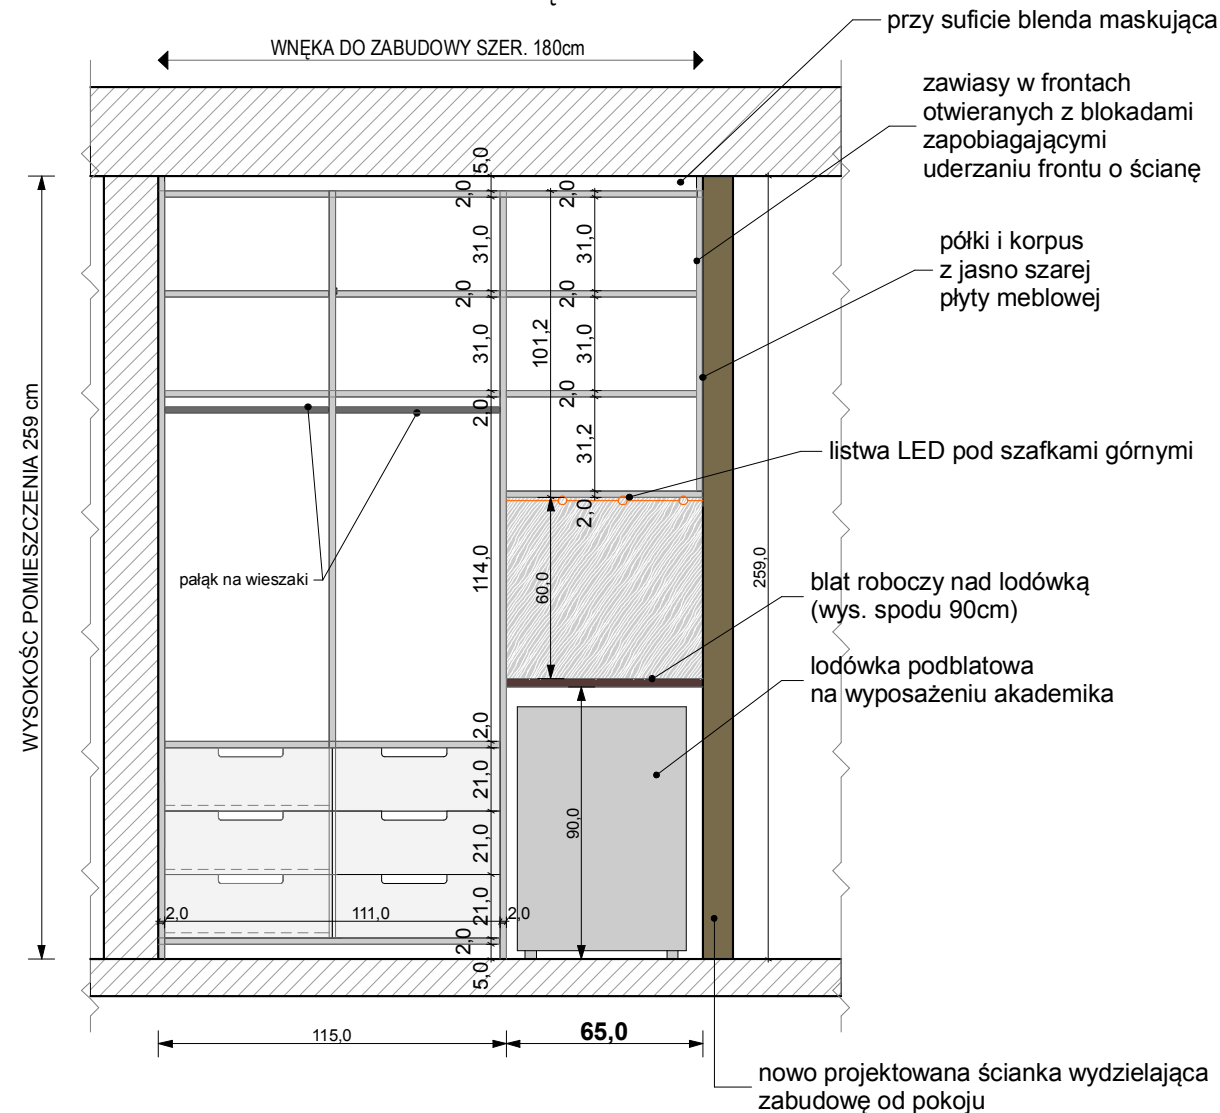 przy suficie blenda maskująca
WNĘKA DO ZABUDOWY SZER. 180cm
zawiasy w frontach
otwieranych z blokadami
zapobiagającymi
uderzaniu frontu o ścianę
półki i korpus
z jasno szarej
płyty meblowej
listwa LED pod szafkami górnymi
blat roboczy nad lodówką
(wys. spodu 90cm)
lodówka podblatowa
na wyposażeniu akademika
nowo projektowana ścianka wydzielająca
zabudowę od pokoju
WYSOKOŚC POMIESZCZENIA 259 cm
pałąk na wieszaki
5,0
2,0
31,0
2,0
31,0
2,0
114,0
2,0
21,0
21,0
21,0
2,0
5,0
101,2
2,0
31,0
2,0
31,0
2,0
31,2
2,0
60,0
90,0
259,0
2,0
111,0
2,0
115,0
65,0